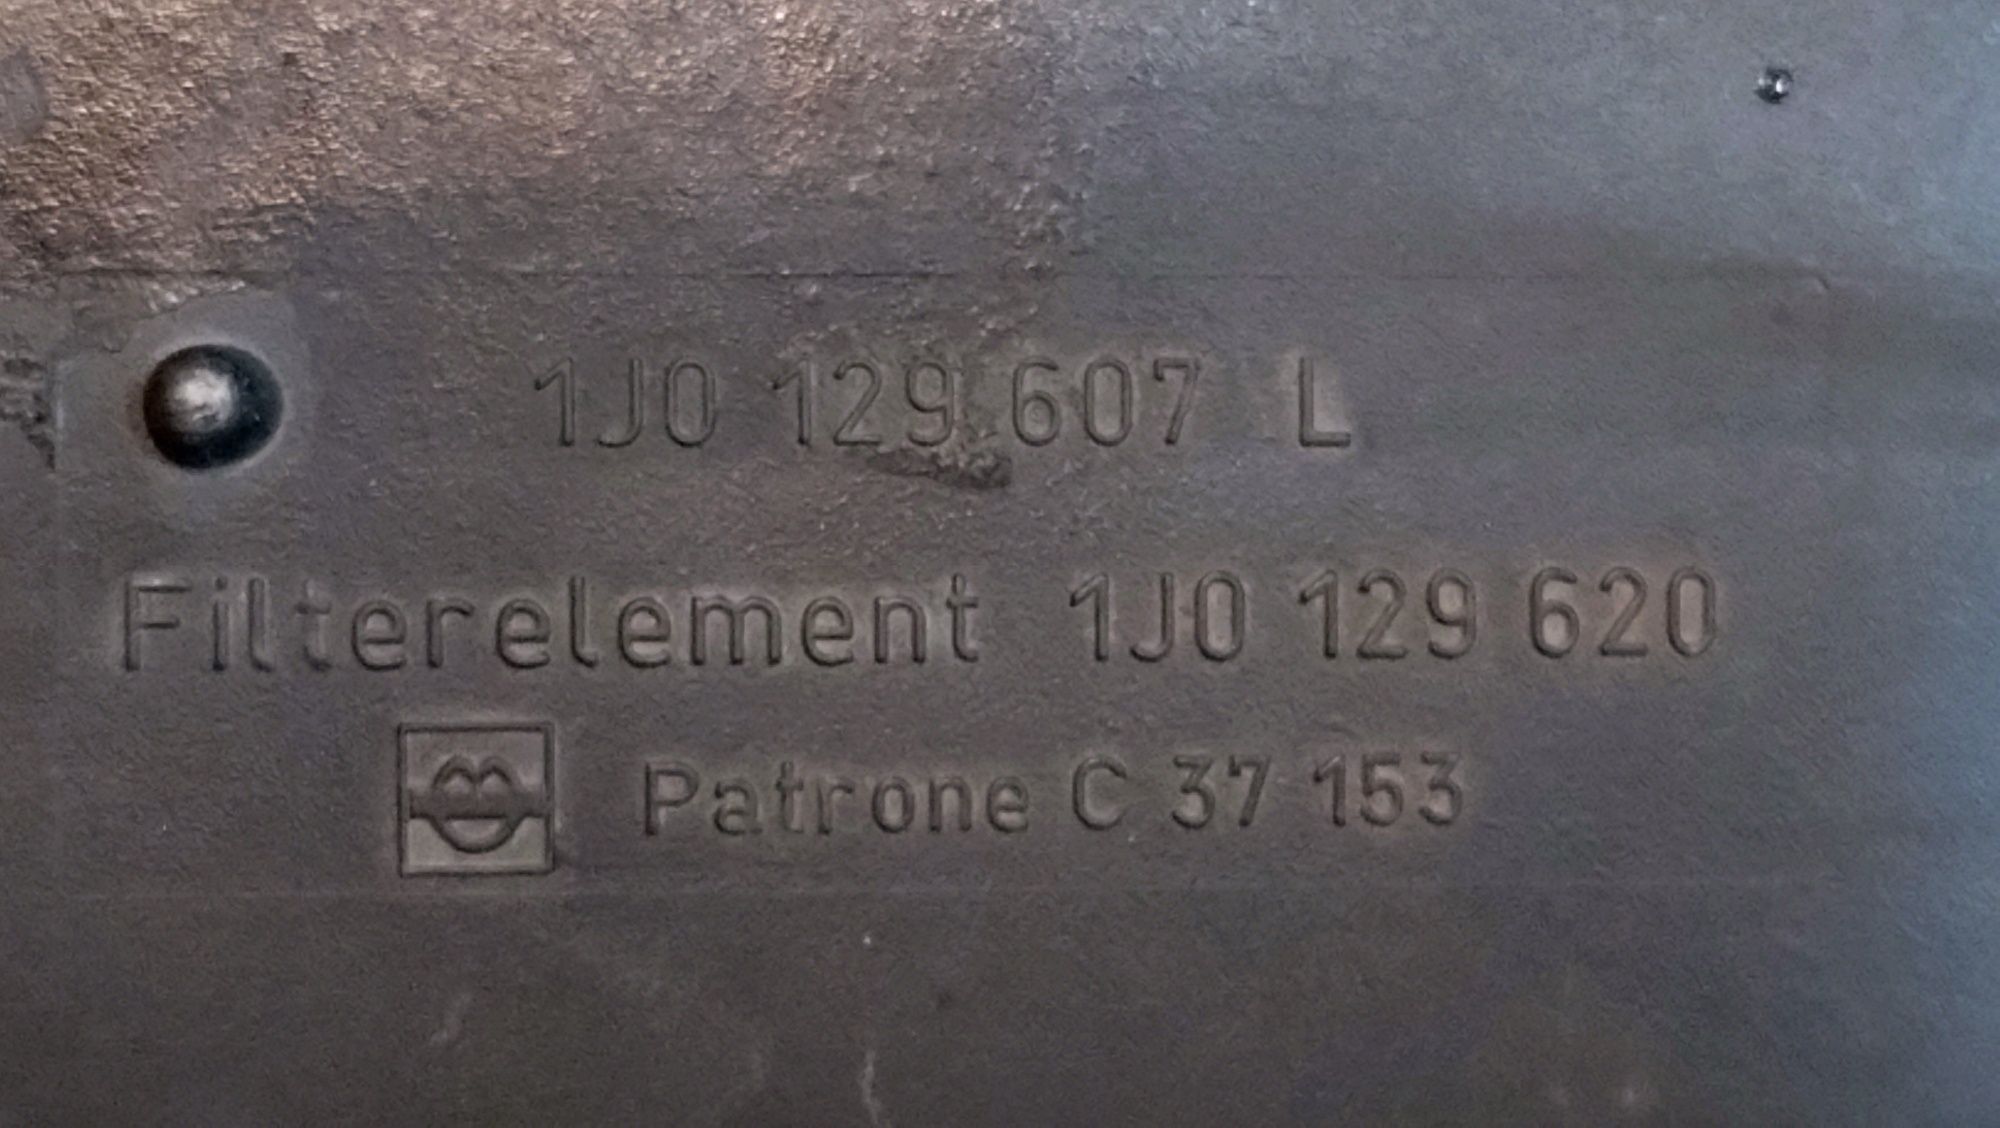 1J0 129 607 L
Filterelement 1J0 129 620
Patrone C 37 153